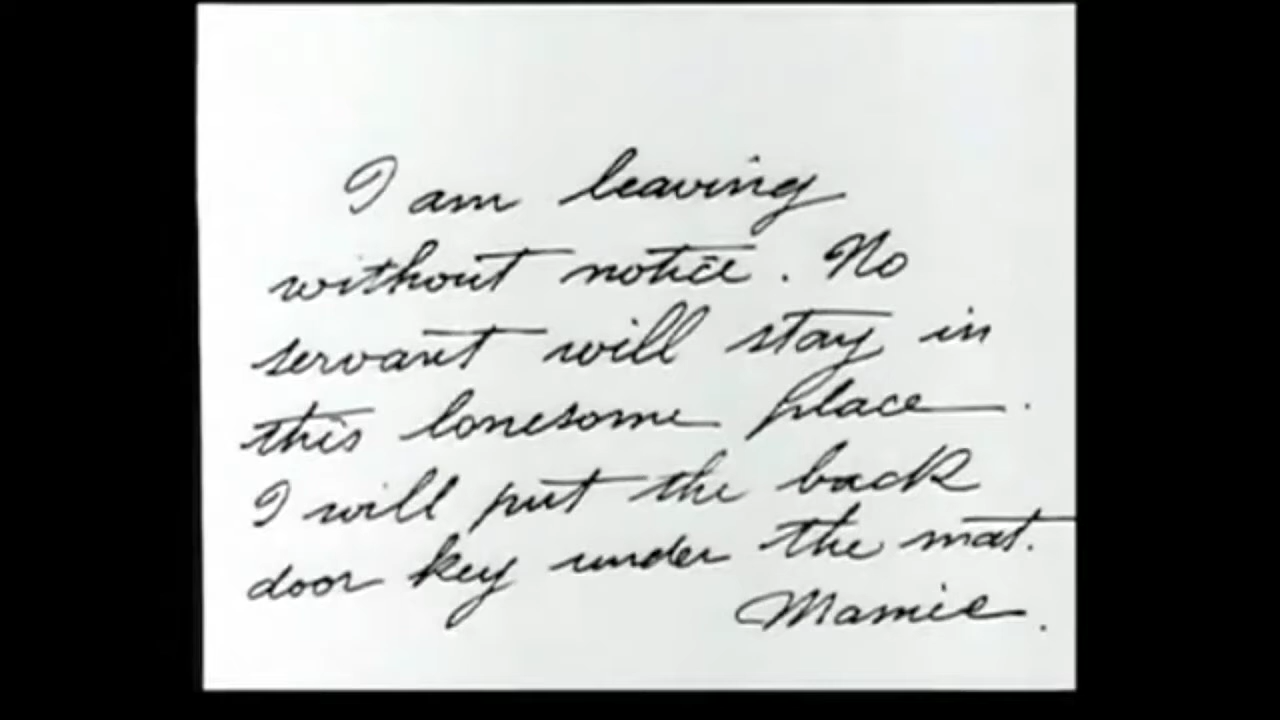 I am leaving
without notice. No
servant will stay in
this lonesome place.
I will put the back
door key under the mat.
Mamie.